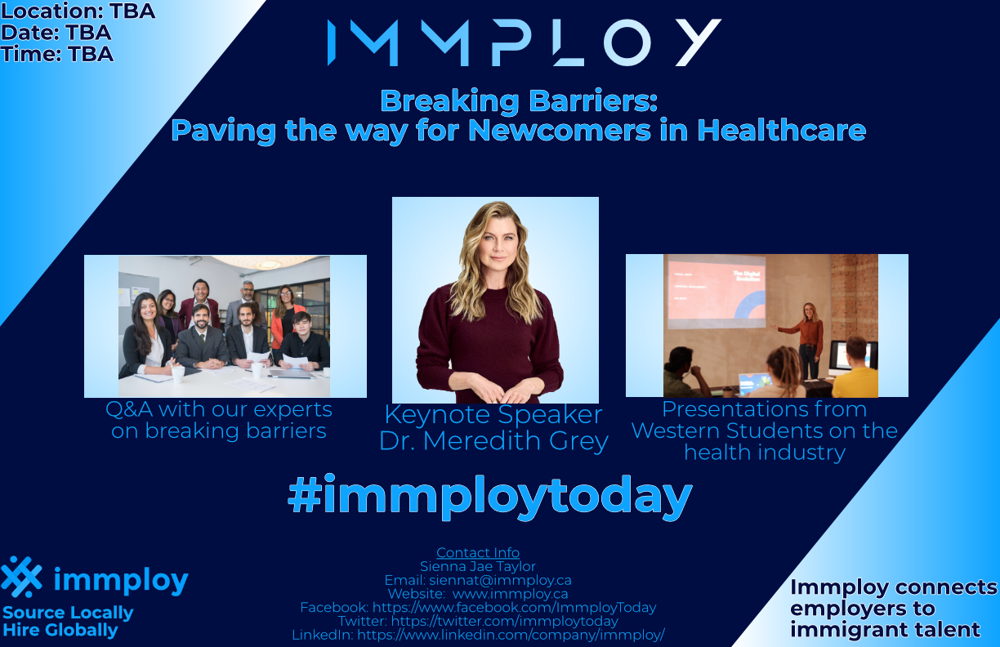 Location: TBA
Date: TBA
Time: TBA
IMMPLOY
Breaking Barriers:
Paving the way for Newcomers in Healthcare
The Digital
Evolution
Q&A with our experts
on breaking barriers
Keynote Speaker
Dr. Meredith Grey
Presentations from
Western Students on the
health industry
#immploytoday
Contact Info
Sienna Jae Taylor
Email: siennat@immploy.ca
Website:  www.immploy.ca
Facebook: https://www.facebook.com/ImmployToday
Twitter: https://twitter.com/immploytoday
LinkedIn: https://www.linkedin.com/company/immploy/
immploy
Source Locally
Hire Globally
Immploy connects
employers to
immigrant talent